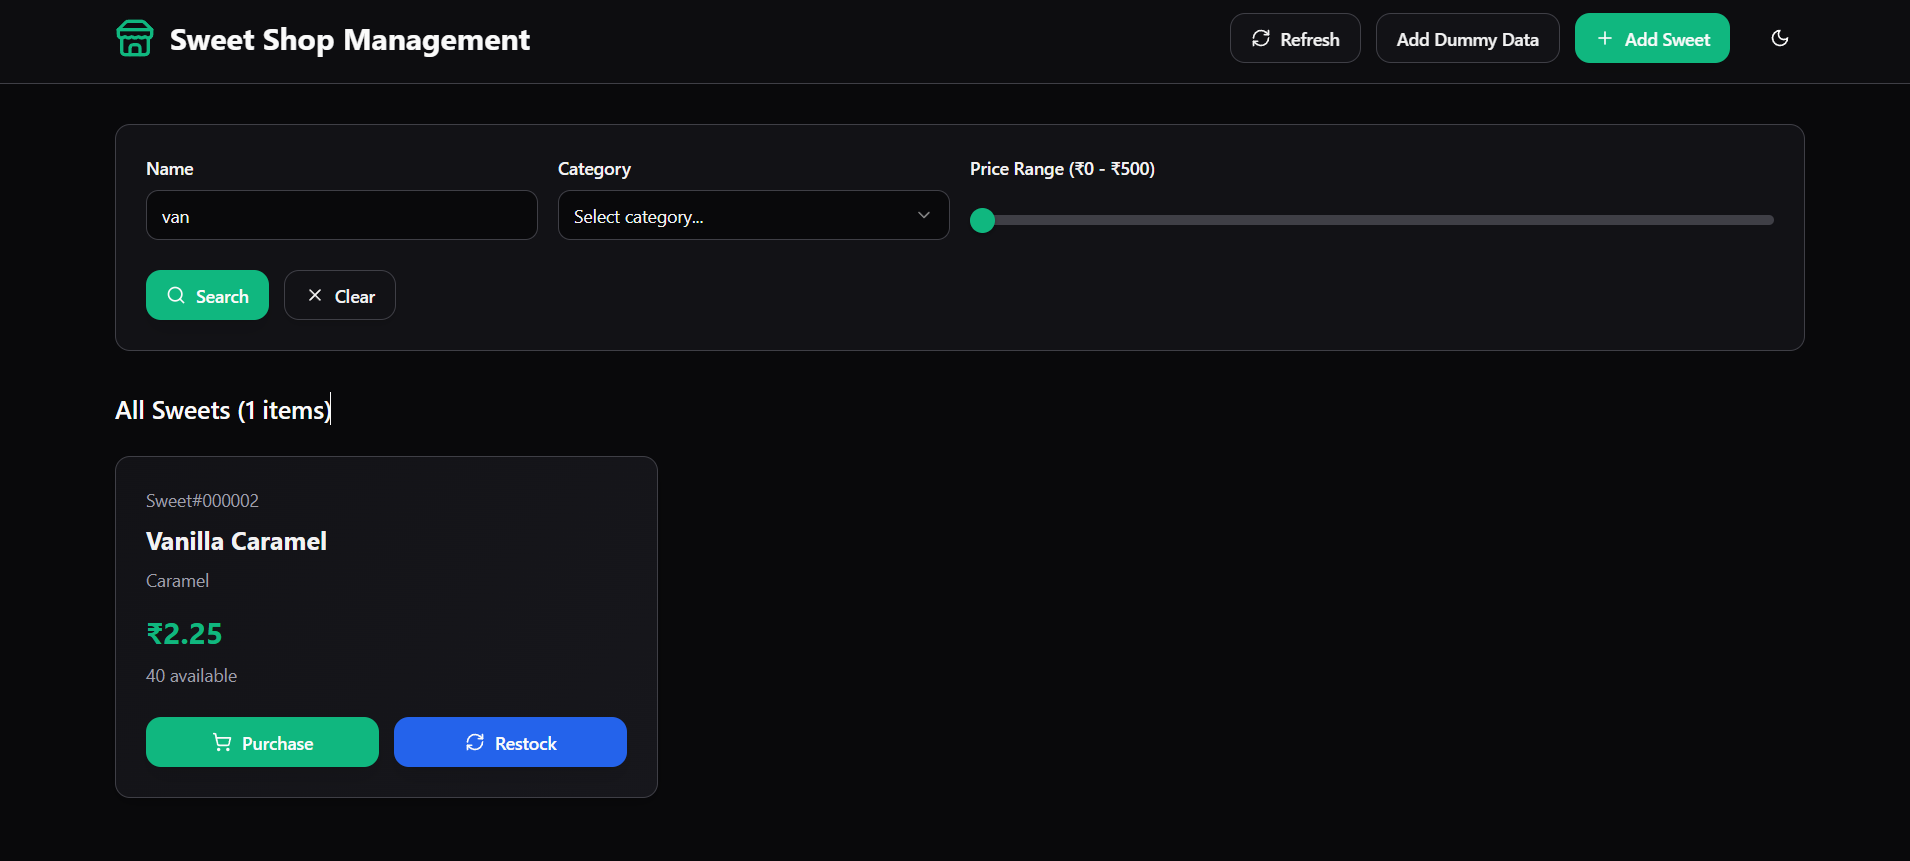 Sweet Shop Management
Refresh
Add Dummy Data
Add Sweet
Name
Category
Price Range (₹0 - ₹500)
van
Select category...
Search
Clear
All Sweets (1 items)
Sweet#000002
Vanilla Caramel
Caramel
₹2.25
40 available
Purchase
Restock